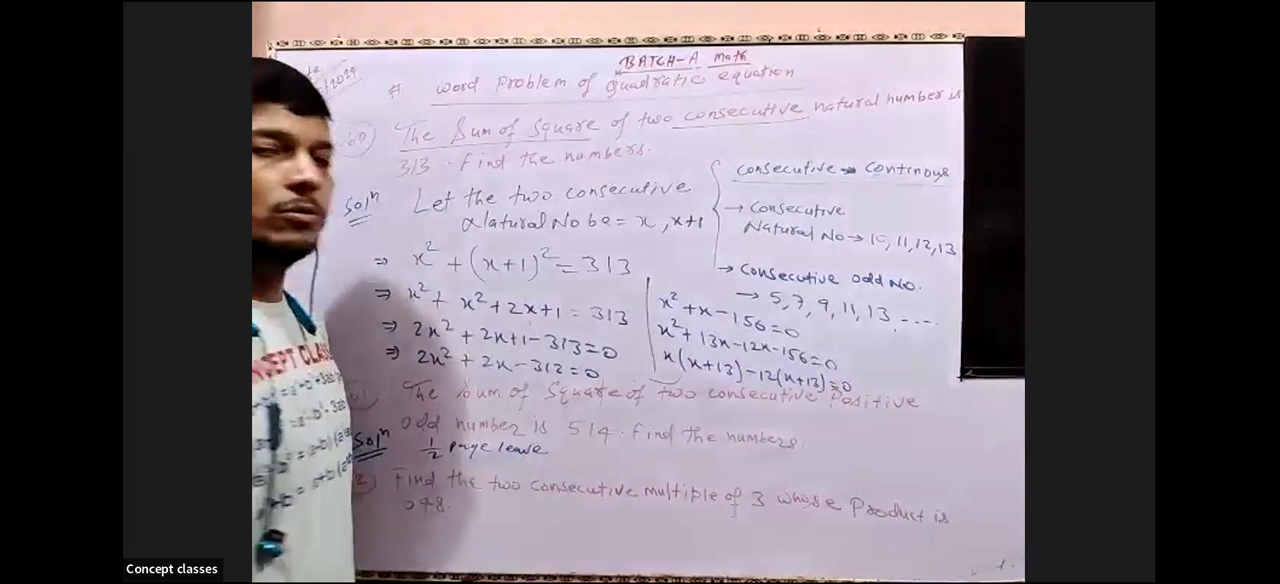 BATCH-A Math
# Word Problem of quadratic equation
The Sum of Square of two consecutive natural number is
313. Find the numbers.
Solⁿ Let the two consecutive
Natural No be = x, x+1
⇒ x² + (x+1)² = 313
⇒ x² + x² + 2x+1 = 313
⇒ 2x² + 2x+1-313=0
⇒ 2x² + 2x - 312=0
x² + x - 156=0
x² + 13x-12x-156=0
x(x+13)-12(x+13)=0
consecutive → Continous
→ Consecutive
Natural No → 10, 11, 12, 13
→ Consecutive odd No.
→ 5, 7, 9, 11, 13, ....
The Sum of Square of two consecutive Positive
odd number is 514. Find the numbers.
Solⁿ 1/2 page leave
Find the two consecutive multiple of 3 whose Product is
CEPT CLAS
Concept classes